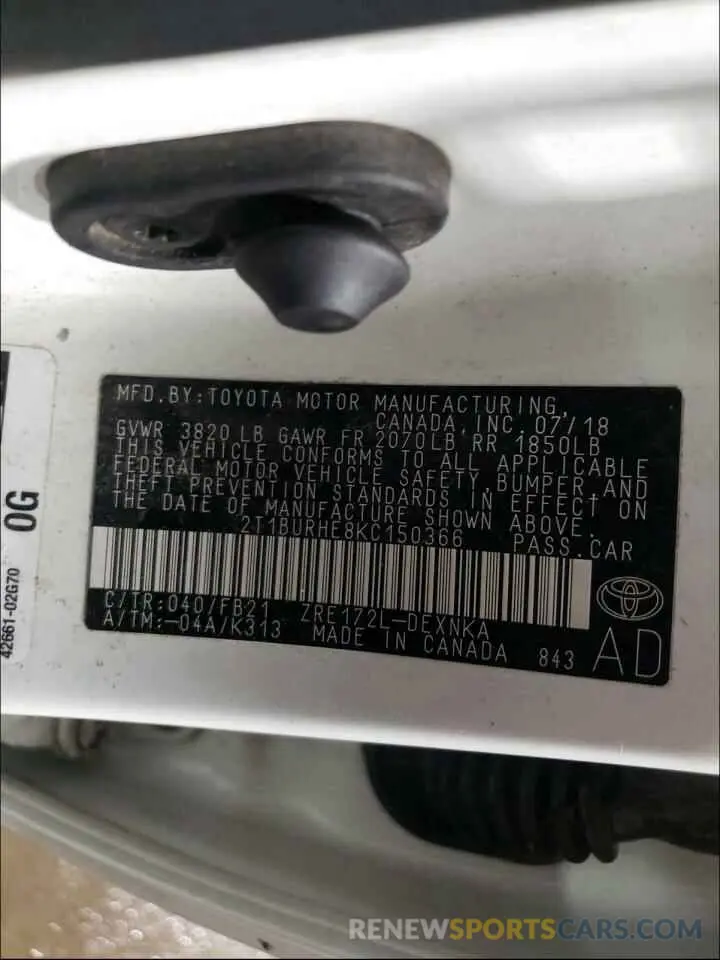 MFD.BY:TOYOTA MOTOR MANUFACTURING,
CANADA, INC. 07/18
GVWR 3820 LB GAWR FR 2070LB RR 1850LB
THIS VEHICLE CONFORMS TO ALL APPLICABLE
FEDERAL MOTOR VEHICLE SAFETY, BUMPER, AND
THEFT PREVENTION STANDARDS IN EFFECT ON
THE DATE OF MANUFACTURE SHOWN ABOVE.
2T1BURHE8KC150366 PASS.CAR
C/TR:040/FB21 ZRE172L-DEXNKA
A/TM:-04A/K313 MADE IN CANADA 843 AD
0G
42661-02G70
RENEWSPORTSCARS.COM